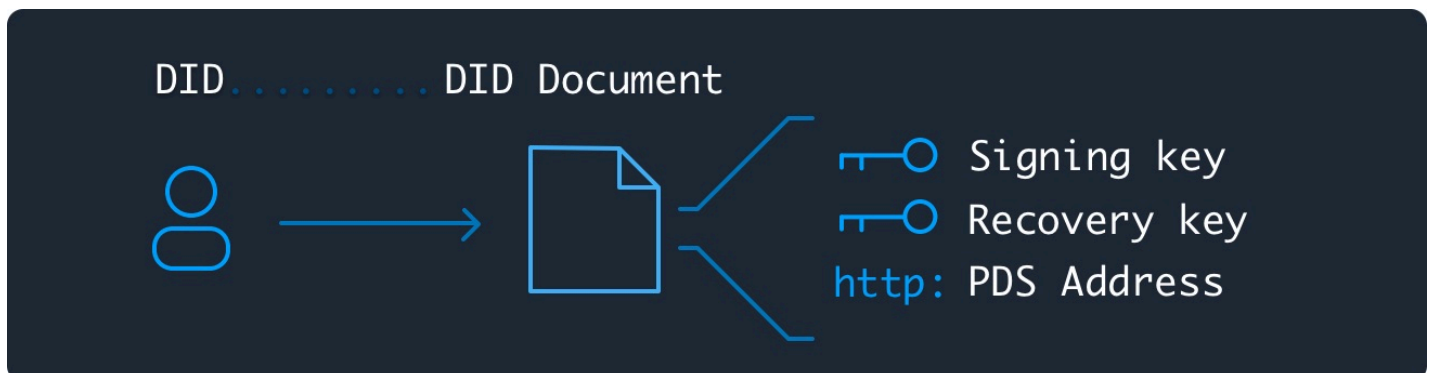 DID......... DID Document
Signing key
Recovery key
http: PDS Address